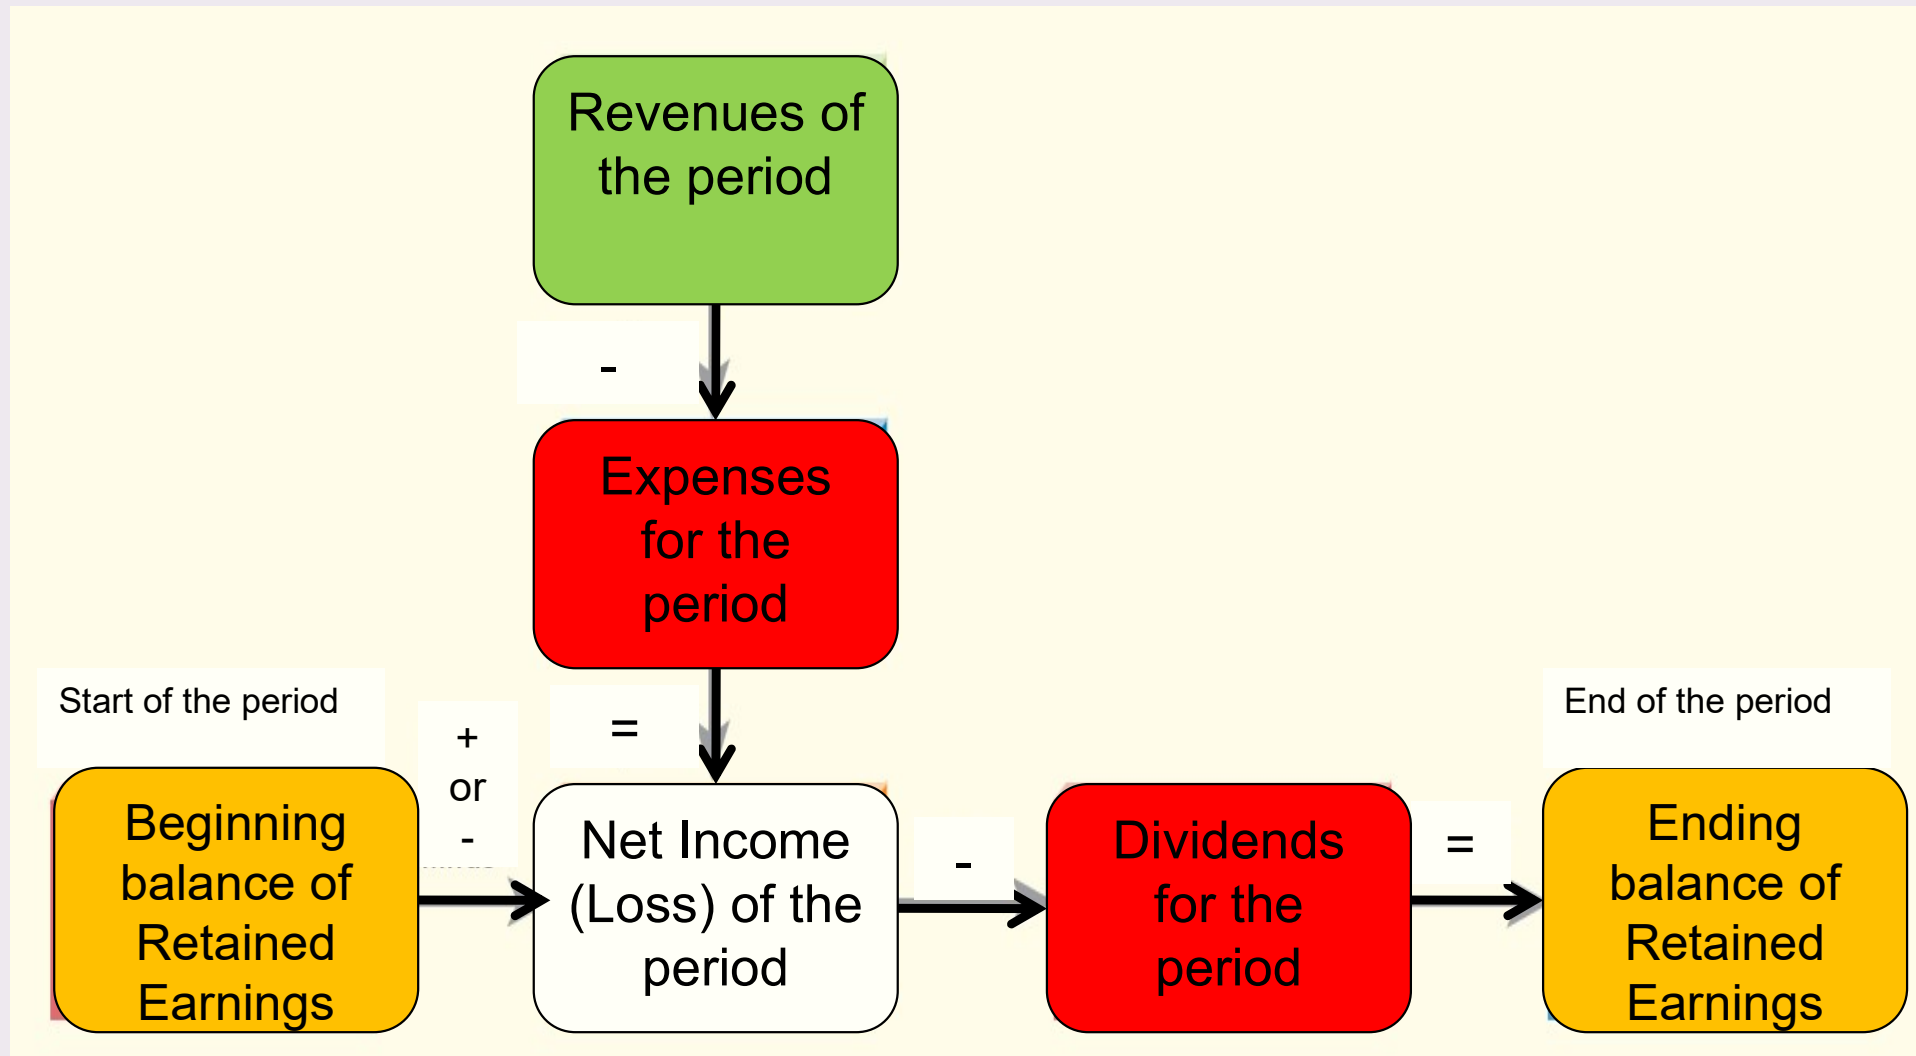 Revenues of
the period
-
Expenses
for the
period
Start of the period
+
or
-
=
End of the period
Beginning
balance of
Retained
Earnings
Net Income
(Loss) of the
period
-
Dividends
for the
period
=
Ending
balance of
Retained
Earnings